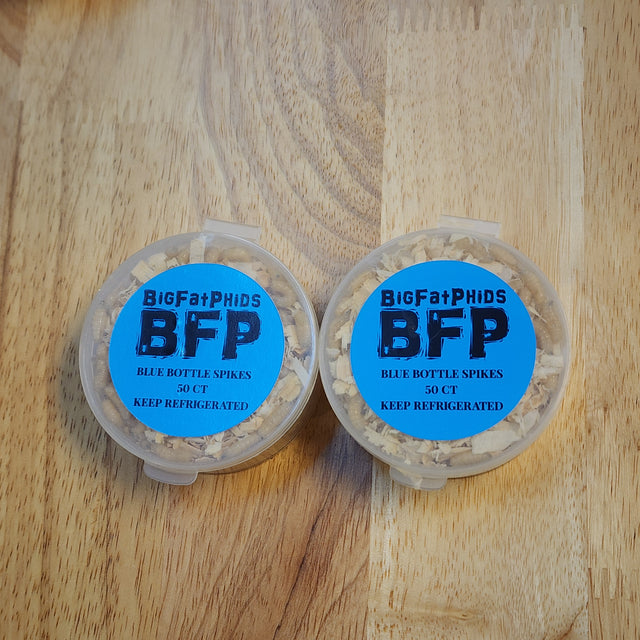 BigFatPhids
BFP
BLUE BOTTLE SPIKES
50 CT
KEEP REFRIGERATED
BigFatPhids
BFP
BLUE BOTTLE SPIKES
50 CT
KEEP REFRIGERATED